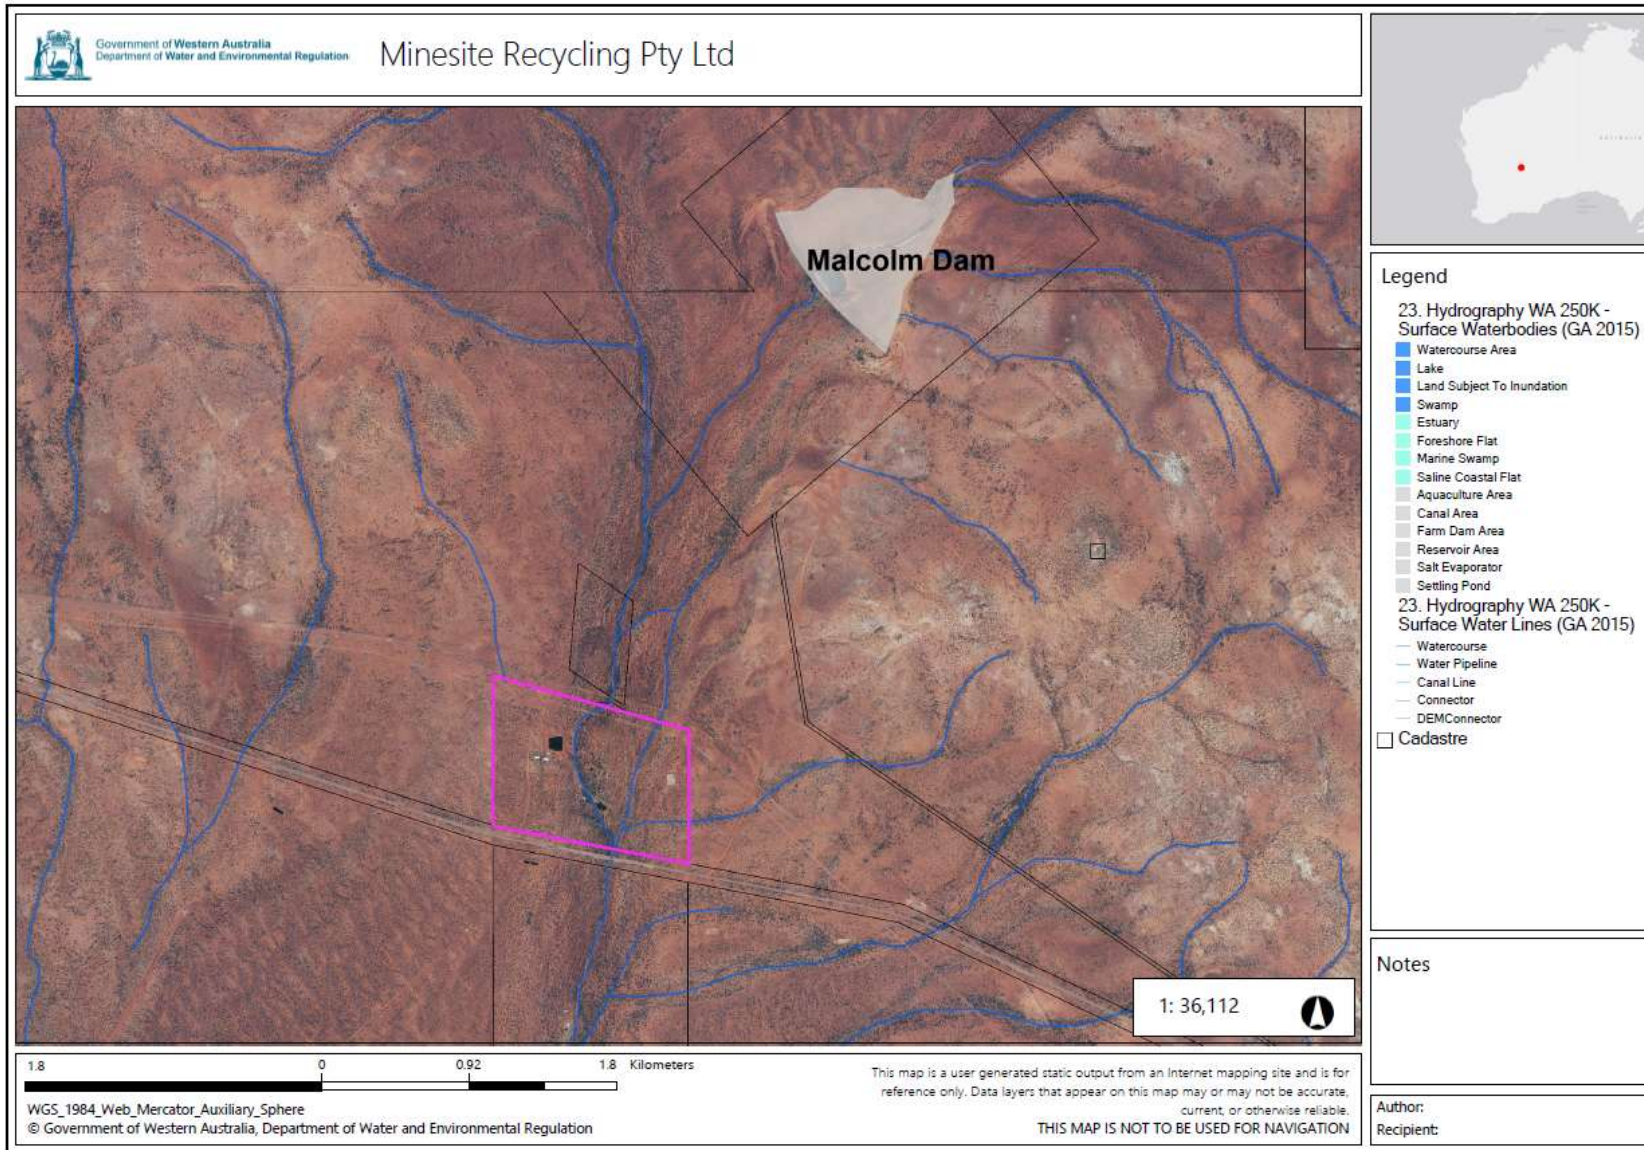 Government of Western Australia
Department of Water and Environmental Regulation
Minesite Recycling Pty Ltd
Malcolm Dam
1: 36,112
Legend
23. Hydrography WA 250K -
Surface Waterbodies (GA 2015)
Watercourse Area
Lake
Land Subject To Inundation
Swamp
Estuary
Foreshore Flat
Marine Swamp
Saline Coastal Flat
Aquaculture Area
Canal Area
Farm Dam Area
Reservoir Area
Salt Evaporator
Settling Pond
23. Hydrography WA 250K -
Surface Water Lines (GA 2015)
Watercourse
Water Pipeline
Canal Line
Connector
DEMConnector
Cadastre
Notes
1.8 0 0.92 1.8 Kilometers
WGS_1984_Web_Mercator_Auxiliary_Sphere
© Government of Western Australia, Department of Water and Environmental Regulation
This map is a user generated static output from an Internet mapping site and is for
reference only. Data layers that appear on this map may or may not be accurate,
current, or otherwise reliable.
THIS MAP IS NOT TO BE USED FOR NAVIGATION
Author:
Recipient: